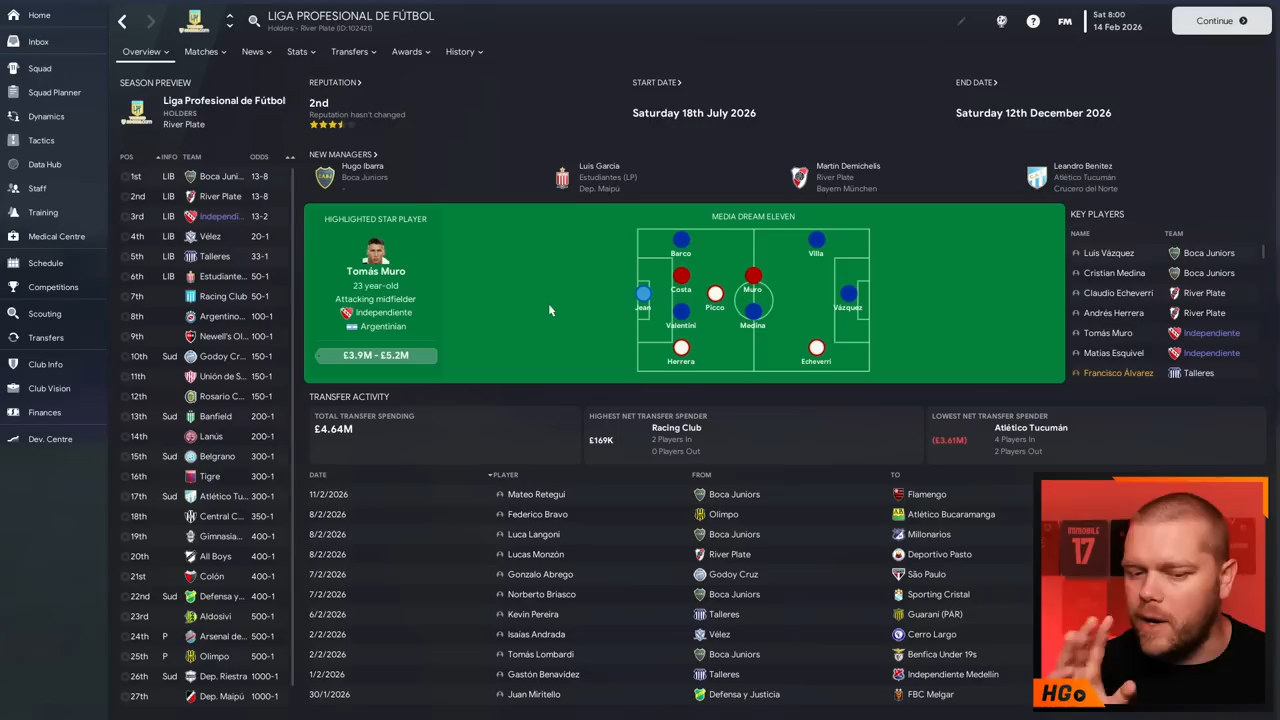 Home
Inbox
Squad
Squad Planner
Dynamics
Tactics
Data Hub
Staff
Training
Medical Centre
Schedule
Competitions
Scouting
Transfers
Club Info
Club Vision
Finances
Dev. Centre
LIGA PROFESIONAL DE FÚTBOL
Holders - River Plate (ID:102421)
FM
Sat 8:00
14 Feb 2026
Continue
Overview Matches News Stats Transfers Awards History
SEASON PREVIEW
Liga Profesional de Fútbol
HOLDERS
River Plate
POS INFO TEAM ODDS
1st LIB Boca Juni... 13-8
2nd LIB River Plate 13-8
3rd LIB Independi... 13-2
4th LIB Vélez 20-1
5th LIB Talleres 33-1
6th LIB Estudiante... 50-1
7th Racing Club 50-1
8th Argentino... 100-1
9th Newell's Ol... 100-1
10th Sud Godoy Cr... 150-1
11th Unión de S... 150-1
12th Rosario C... 150-1
13th Sud Banfield 200-1
14th Lanús 200-1
15th Sud Belgrano 300-1
16th Tigre 300-1
17th Sud Atlético Tu... 300-1
18th Central C... 350-1
19th Gimnasia... 400-1
20th All Boys 400-1
21st Colón 400-1
22nd Sud Defensa y... 400-1
23rd Aldosivi 500-1
24th P Arsenal de... 500-1
25th P Olimpo 500-1
26th Sud Dep. Riestra 1000-1
27th Dep. Maipú 1000-1
REPUTATION
2nd
Reputation hasn't changed
START DATE
Saturday 18th July 2026
END DATE
Saturday 12th December 2026
NEW MANAGERS
Hugo Ibarra
Boca Juniors
-
Luis Garcia
Estudiantes (LP)
Dep. Maipú
Martín Demichelis
River Plate
Bayern München
Leandro Benítez
Atlético Tucumán
Crucero del Norte
HIGHLIGHTED STAR PLAYER
Tomás Muro
23 year-old
Attacking midfielder
Independiente
Argentinian
£3.9M - £5.2M
MEDIA DREAM ELEVEN
Barco
Villa
Costa
Muro
Jean
Picco
Vázquez
Valentini
Medina
Herrera
Echeverri
KEY PLAYERS
NAME TEAM
Luis Vázquez Boca Juniors
Cristian Medina Boca Juniors
Claudio Echeverri River Plate
Andrés Herrera River Plate
Tomás Muro Independiente
Matías Esquivel Independiente
Francisco Álvarez Talleres
TRANSFER ACTIVITY
TOTAL TRANSFER SPENDING
£4.64M
HIGHEST NET TRANSFER SPENDER
£169K
Racing Club
2 Players In
0 Players Out
LOWEST NET TRANSFER SPENDER
(£3.61M)
Atlético Tucumán
4 Players In
2 Players Out
DATE PLAYER FROM TO
11/2/2026 Mateo Retegui Boca Juniors Flamengo
8/2/2026 Federico Bravo Olimpo Atlético Bucaramanga
8/2/2026 Luca Langoni Boca Juniors Millonarios
8/2/2026 Lucas Monzón River Plate Deportivo Pasto
7/2/2026 Gonzalo Abrego Godoy Cruz São Paulo
7/2/2026 Norberto Briasco Boca Juniors Sporting Cristal
6/2/2026 Kevin Pereira Talleres Guaraní (PAR)
2/2/2026 Isaías Andrada Vélez Cerro Largo
2/2/2026 Tomás Lombardi Boca Juniors Benfica Under 19s
1/2/2026 Gastón Benavidez Talleres Independiente Medellín
30/1/2026 Juan Miritello Defensa y Justicia FBC Melgar
IMMOBILE
17
HG